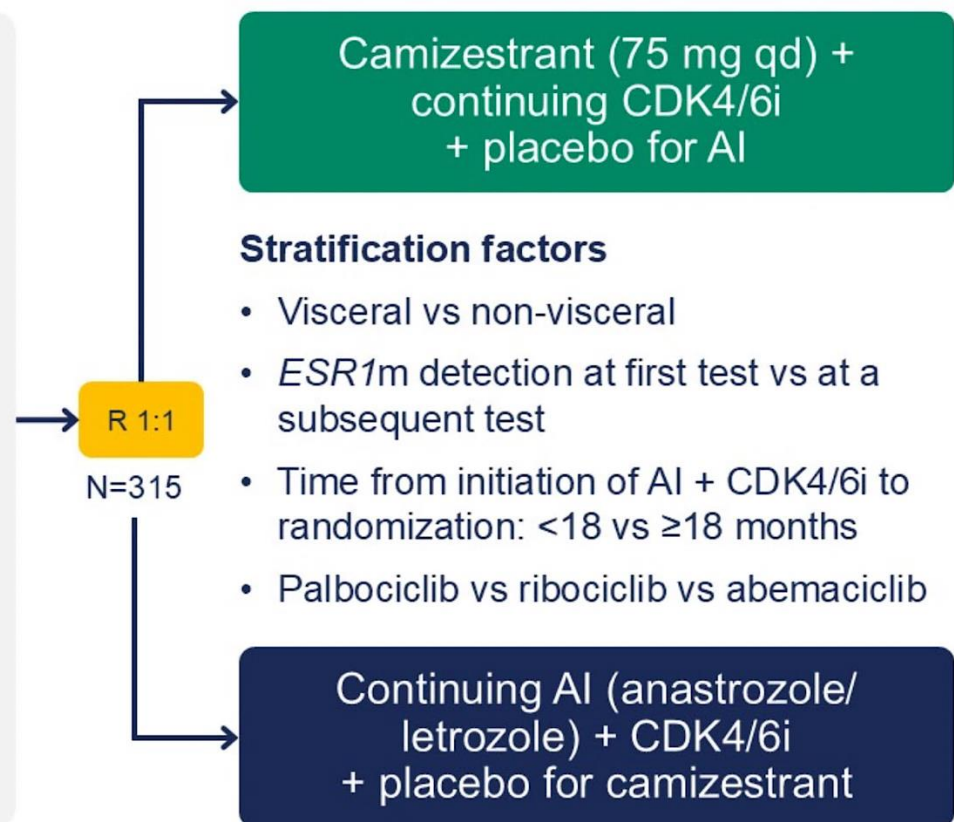 Camizestrant (75 mg qd) +
continuing CDK4/6i
+ placebo for AI
Stratification factors
• Visceral vs non-visceral
• ESR1m detection at first test vs at a
subsequent test
R 1:1
N=315
• Time from initiation of AI + CDK4/6i to
randomization: <18 vs ≥18 months
• Palbociclib vs ribociclib vs abemaciclib
Continuing AI (anastrozole/
letrozole) + CDK4/6i
+ placebo for camizestrant